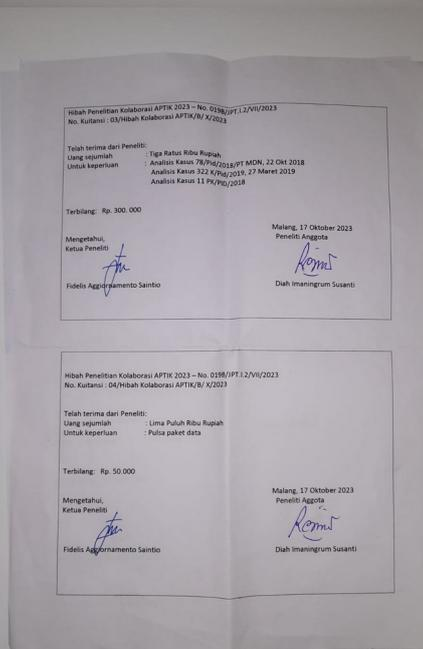 Hibah Penelitian Kolaborasi APTIK 2023 – No. 0198/JPT.I.2/VII/2023
No. Kuitansi : 03/Hibah Kolaborasi APTIK/B/ X/2023
Telah terima dari Peneliti:
Uang sejumlah : Tiga Ratus Ribu Rupiah
Untuk keperluan : Analisis Kasus 78/Pid/2018/PT MDN, 22 Okt 2018
Analisis Kasus 322 K/Pid/2019, 27 Maret 2019
Analisis Kasus 11 PK/PID/2018
Terbilang: Rp. 300. 000
Malang, 17 Oktober 2023
Mengetahui, Peneliti Anggota
Ketua Peneliti
Fidelis Aggiornamento Saintio Diah Imaningrum Susanti
Hibah Penelitian Kolaborasi APTIK 2023 – No. 0198/JPT.I.2/VII/2023
No. Kuitansi : 04/Hibah Kolaborasi APTIK/B/ X/2023
Telah terima dari Peneliti:
Uang sejumlah : Lima Puluh Ribu Rupiah
Untuk keperluan : Pulsa paket data
Terbilang: Rp. 50.000
Malang, 17 Oktober 2023
Mengetahui, Peneliti Aggota
Ketua Peneliti
Fidelis Aggiornamento Saintio Diah Imaningrum Susanti